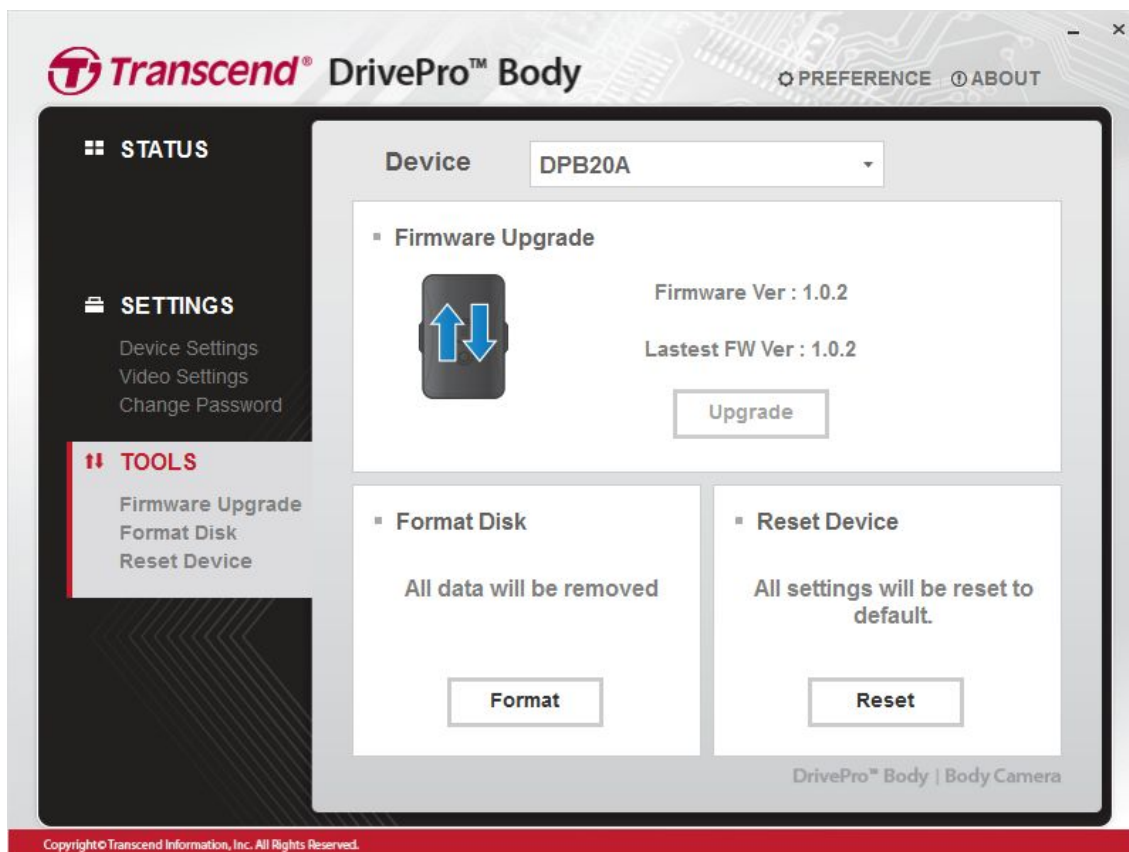 Transcend® DrivePro™ Body
PREFERENCE
ABOUT
STATUS
SETTINGS
Device Settings
Video Settings
Change Password
TOOLS
Firmware Upgrade
Format Disk
Reset Device
Device
DPB20A
Firmware Upgrade
Firmware Ver : 1.0.2
Lastest FW Ver : 1.0.2
Upgrade
Format Disk
All data will be removed
Format
Reset Device
All settings will be reset to
default.
Reset
DrivePro™ Body | Body Camera
Copyright©Transcend Information, Inc. All Rights Reserved.